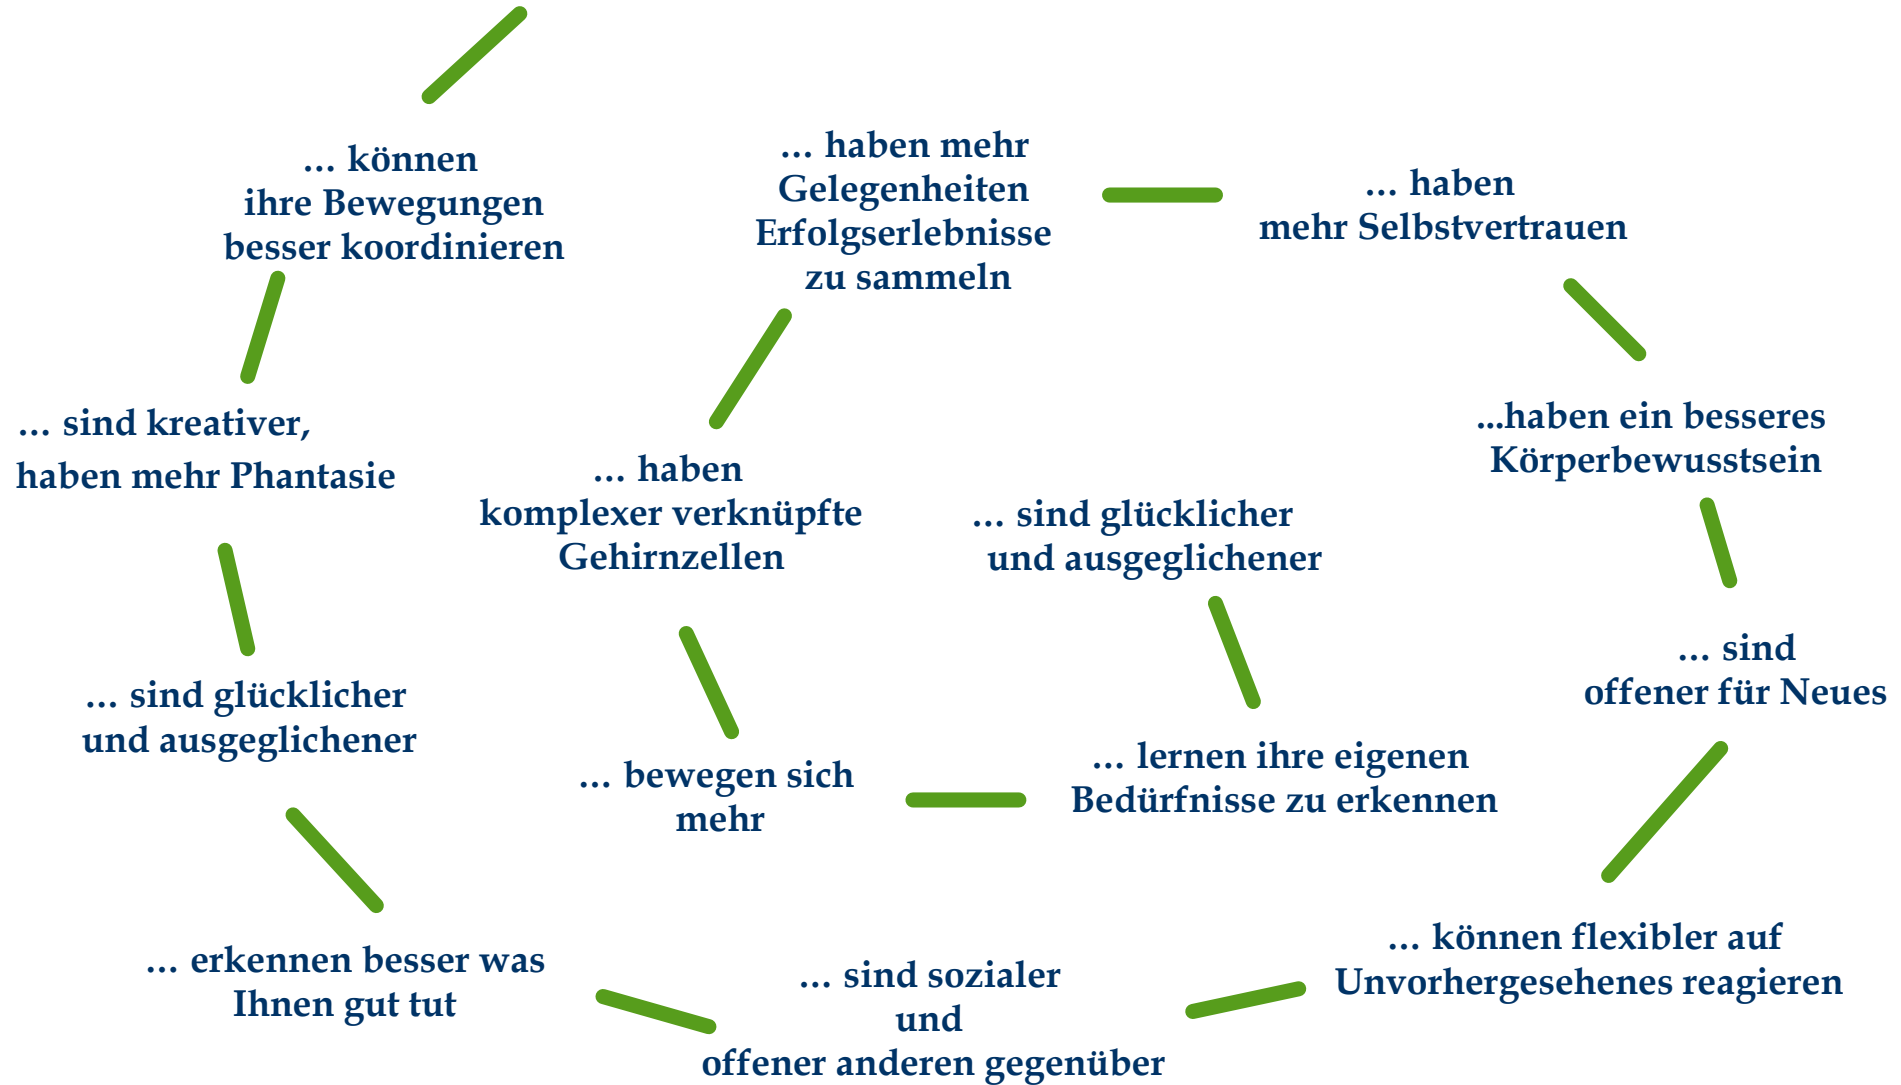 ... können
ihre Bewegungen
besser koordinieren
... haben mehr
Gelegenheiten
Erfolgserlebnisse
zu sammeln
... haben
mehr Selbstvertrauen
... sind kreativer,
haben mehr Phantasie
... haben
komplexer verknüpfte
Gehirnzellen
... sind glücklicher
und ausgeglichener
...haben ein besseres
Körperbewusstsein
... sind
offener für Neues
... sind glücklicher
und ausgeglichener
... bewegen sich
mehr
... lernen ihre eigenen
Bedürfnisse zu erkennen
... erkennen besser was
Ihnen gut tut
... sind sozialer
und
offener anderen gegenüber
... können flexibler auf
Unvorhergesehenes reagieren